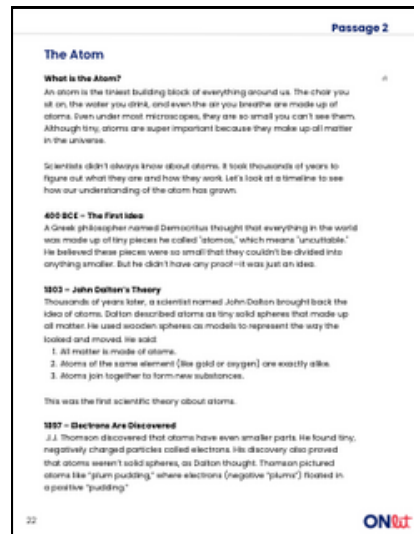 Passage 2
The Atom
What is the Atom?
An atom is the tiniest building block of everything around us. The chair you
sit on, the water you drink, and even the air you breathe are made up of
atoms. Even under most microscopes, they are so small you can't see them.
Although tiny, atoms are super important because they make up all matter
in the universe.
Scientists didn't always know about atoms. It took thousands of years to
figure out what they are and how they work. Let's look at a timeline to see
how our understanding of the atom has grown.
400 BCE – The First Idea
A Greek philosopher named Democritus thought that everything in the world
was made up of tiny pieces he called "atomos," which means "uncuttable."
He believed these pieces were so small that they couldn't be divided into
anything smaller. But he didn't have any proof—it was just an idea.
1803 – John Dalton's Theory
Thousands of years later, a scientist named John Dalton brought back the
idea of atoms. Dalton described atoms as tiny solid spheres that made up
all matter. He used wooden spheres as models to represent the way the
looked and moved. He said:
1. All matter is made of atoms.
2. Atoms of the same element (like gold or oxygen) are exactly alike.
3. Atoms join together to form new substances.
This was the first scientific theory about atoms.
1897 – Electrons Are Discovered
J.J. Thomson discovered that atoms have even smaller parts. He found tiny,
negatively charged particles called electrons. His discovery also proved
that atoms weren't solid spheres, as Dalton thought. Thomson pictured
atoms like "plum pudding," where electrons (negative "plums") floated in
a positive "pudding."
22
ONlit